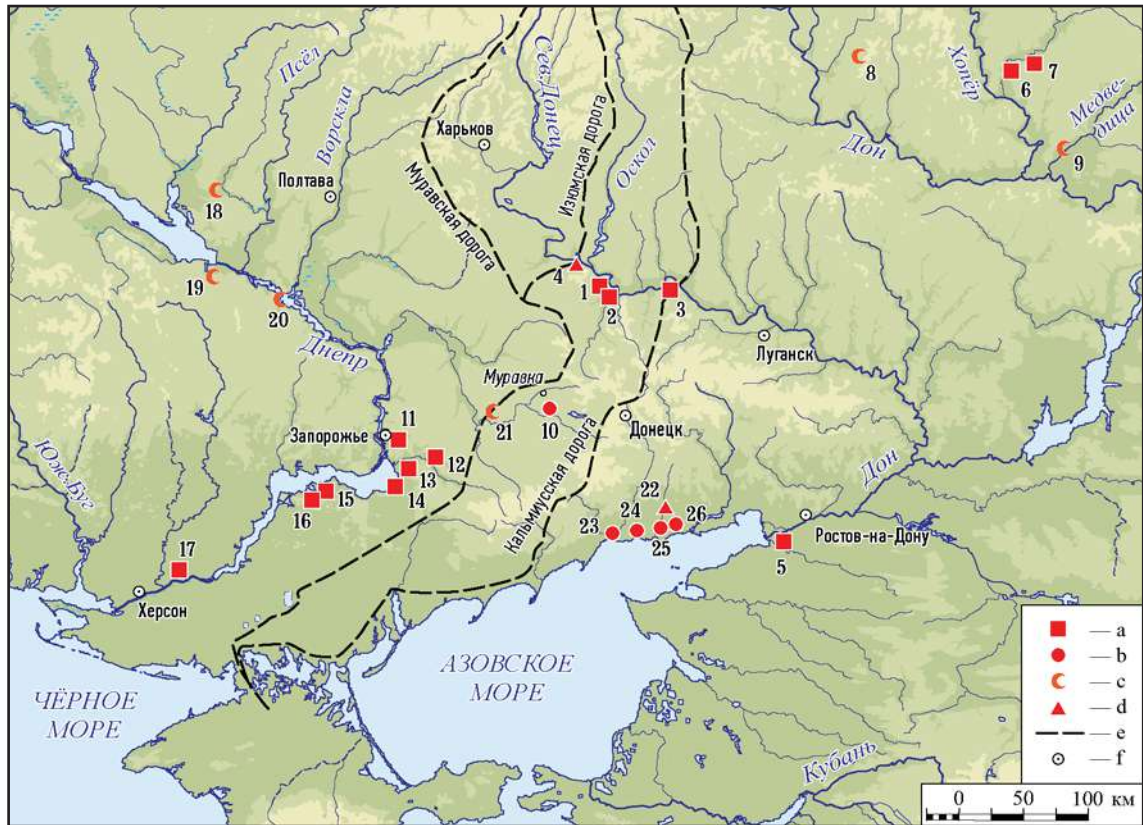 Псёл
Ворскла
Сев. Донец
Харьков
Полтава
Муравская дорога
Изюмская дорога
Оскол
Хопёр
Медве-
дица
Дон
8
7
6
9
18
19
20
4
1
2
3
Днепр
Луганск
Муравка
21
10
Донецк
Запорожье
11
12
13
14
15
16
Юж. Буг
Кальмиусская дорога
Дон
22
23
24
25
26
Ростов-на-Дону
5
17
Херсон
АЗОВСКОЕ
МОРЕ
ЧЁРНОЕ
МОРЕ
Кубань
— a
— b
— c
— d
— e
— f
0 50 100 км